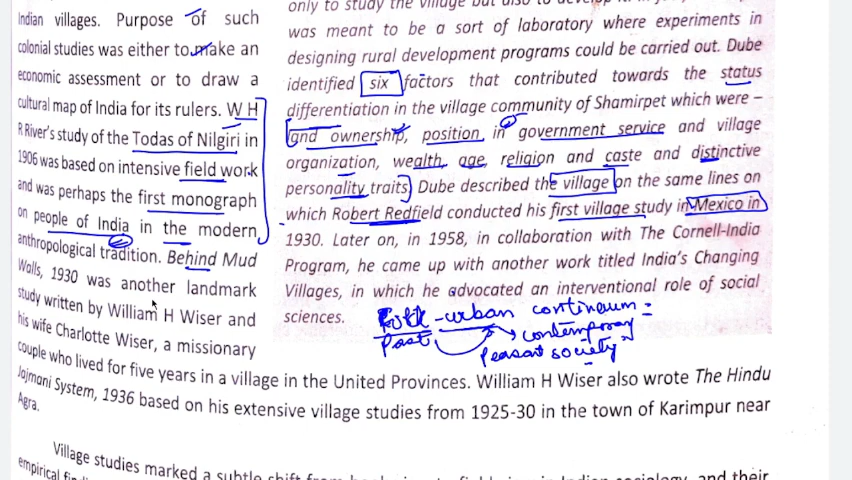 Indian villages. Purpose of such
colonial studies was either to make an
economic assessment or to draw a
cultural map of India for its rulers. W H
R River's study of the Todas of Nilgiri in
1906 was based on intensive field work
and was perhaps the first monograph
on people of India in the modern
anthropological tradition. Behind Mud
Walls, 1930 was another landmark
study written by William H Wiser and
his wife Charlotte Wiser, a missionary
couple who lived for five years in a village in the United Provinces. William H Wiser also wrote The Hindu
Jajmani System, 1936 based on his extensive village studies from 1925-30 in the town of Karimpur near
Agra.
only to study the village but also to
was meant to be a sort of laboratory where experiments in
designing rural development programs could be carried out. Dube
identified six factors that contributed towards the status
differentiation in the village community of Shamirpet which were –
gnd ownership, position in government service and village
organization, wealth, age, religion and caste and distinctive
personality traits. Dube described the village on the same lines on
which Robert Redfield conducted his first village study in Mexico in
1930. Later on, in 1958, in collaboration with The Cornell-India
Program, he came up with another work titled India's Changing
Villages, in which he advocated an interventional role of social
sciences.
Folk-urban continuum =
Past contemporary
Peasant society"
Village studies marked a subtle shift from in Indian sociology, and their
empirical